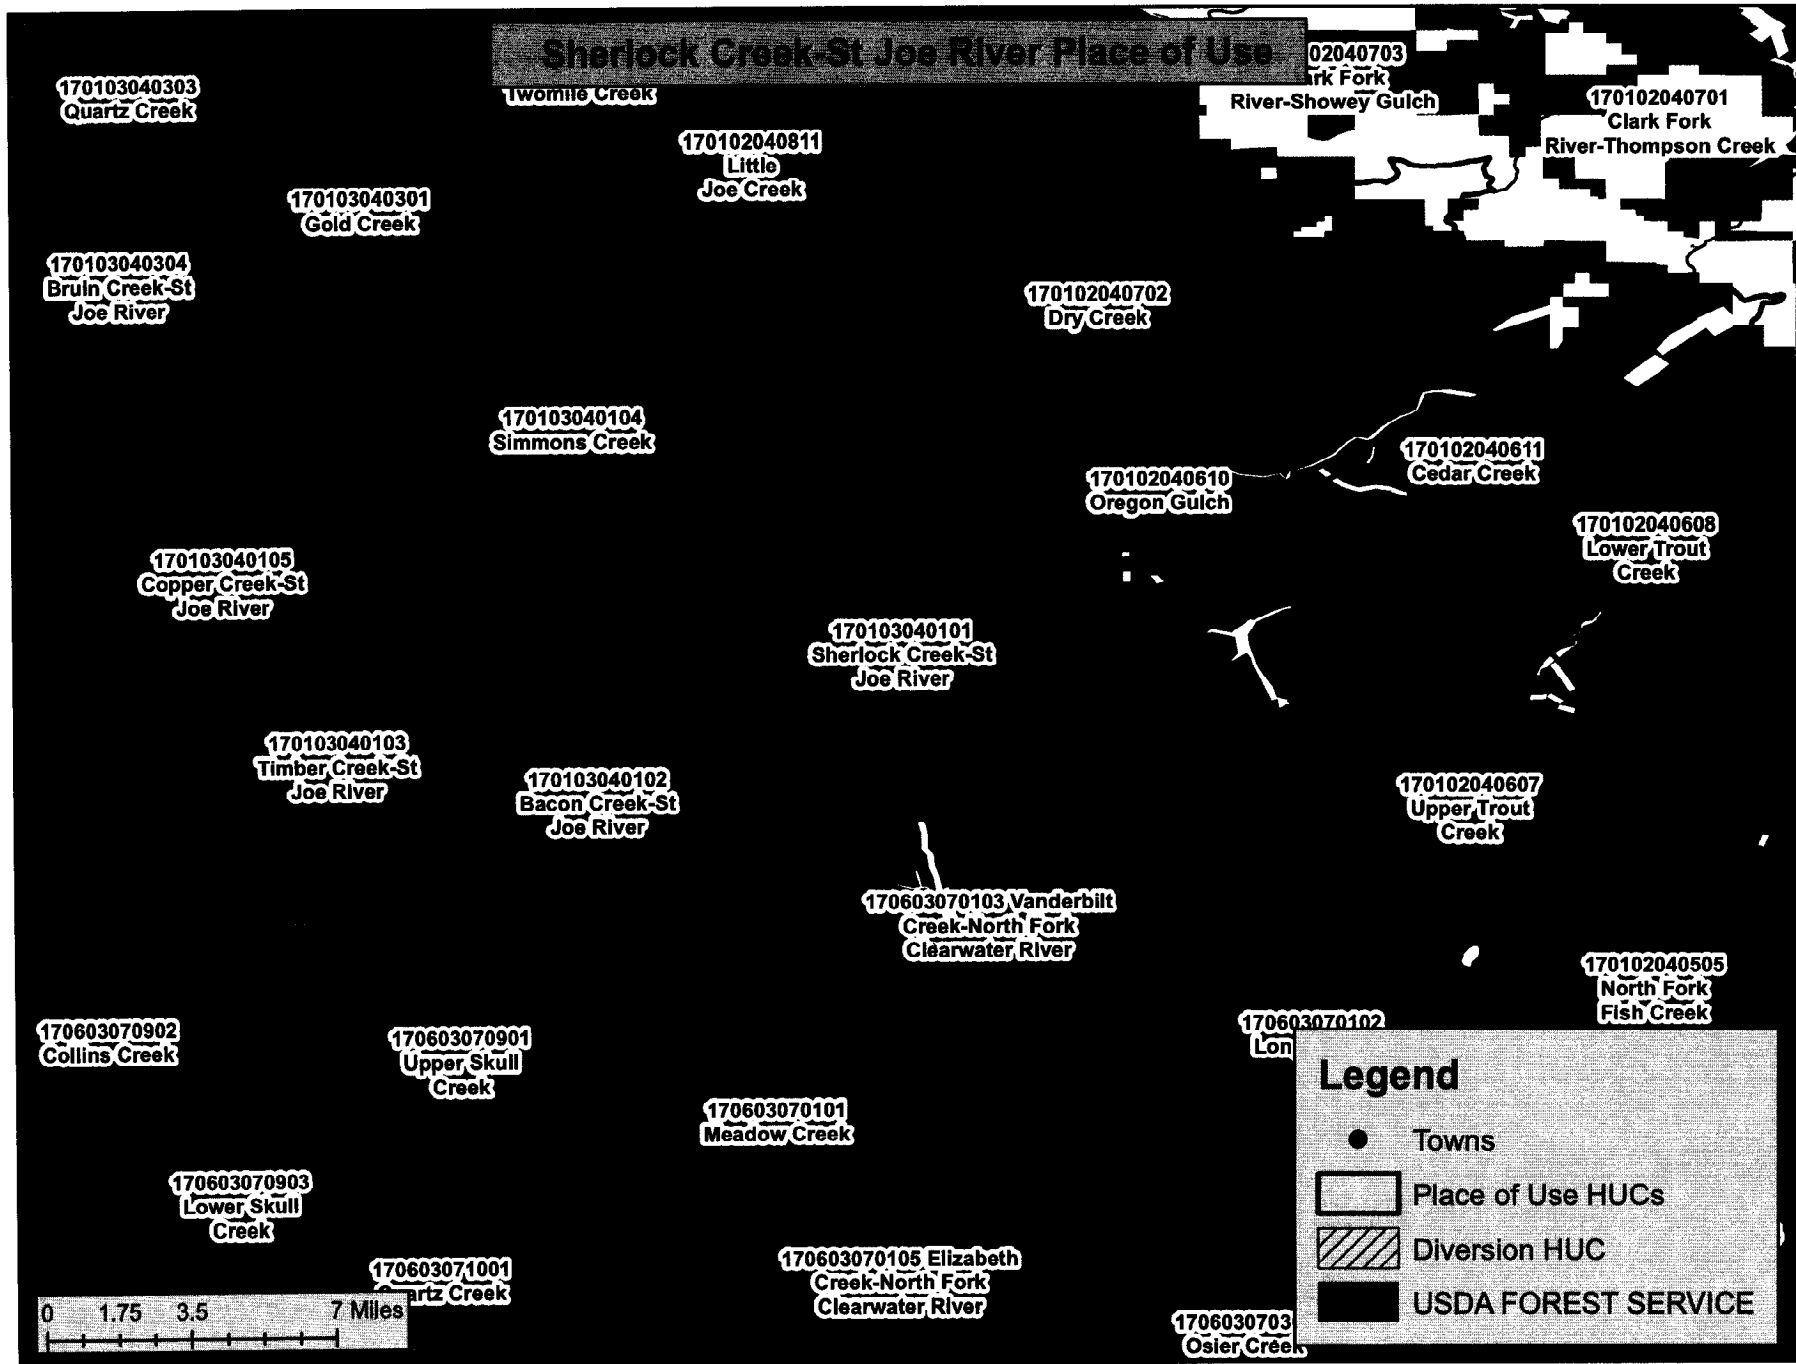 Sherlock Creek-St Joe River Place of Use
170103040303
Quartz Creek
Twomile Creek
170102040811
Little
Joe Creek
02040703
ark Fork
River-Showey Gulch
170102040701
Clark Fork
River-Thompson Creek
170103040301
Gold Creek
170103040304
Bruin Creek-St
Joe River
170102040702
Dry Creek
170103040104
Simmons Creek
170102040610
Oregon Gulch
170102040611
Cedar Creek
170102040608
Lower Trout
Creek
170103040105
Copper Creek-St
Joe River
170103040101
Sherlock Creek-St
Joe River
170103040103
Timber Creek-St
Joe River
170103040102
Bacon Creek-St
Joe River
170102040607
Upper Trout
Creek
170603070103 Vanderbilt
Creek-North Fork
Clearwater River
170102040505
North Fork
Fish Creek
170603070902
Collins Creek
170603070901
Upper Skull
Creek
170603070102
Lon
170603070101
Meadow Creek
170603070903
Lower Skull
Creek
170603071001
Quartz Creek
170603070105 Elizabeth
Creek-North Fork
Clearwater River
1706030703
Osier Creek
Legend
Towns
Place of Use HUCs
Diversion HUC
USDA FOREST SERVICE
0 1.75 3.5 7 Miles